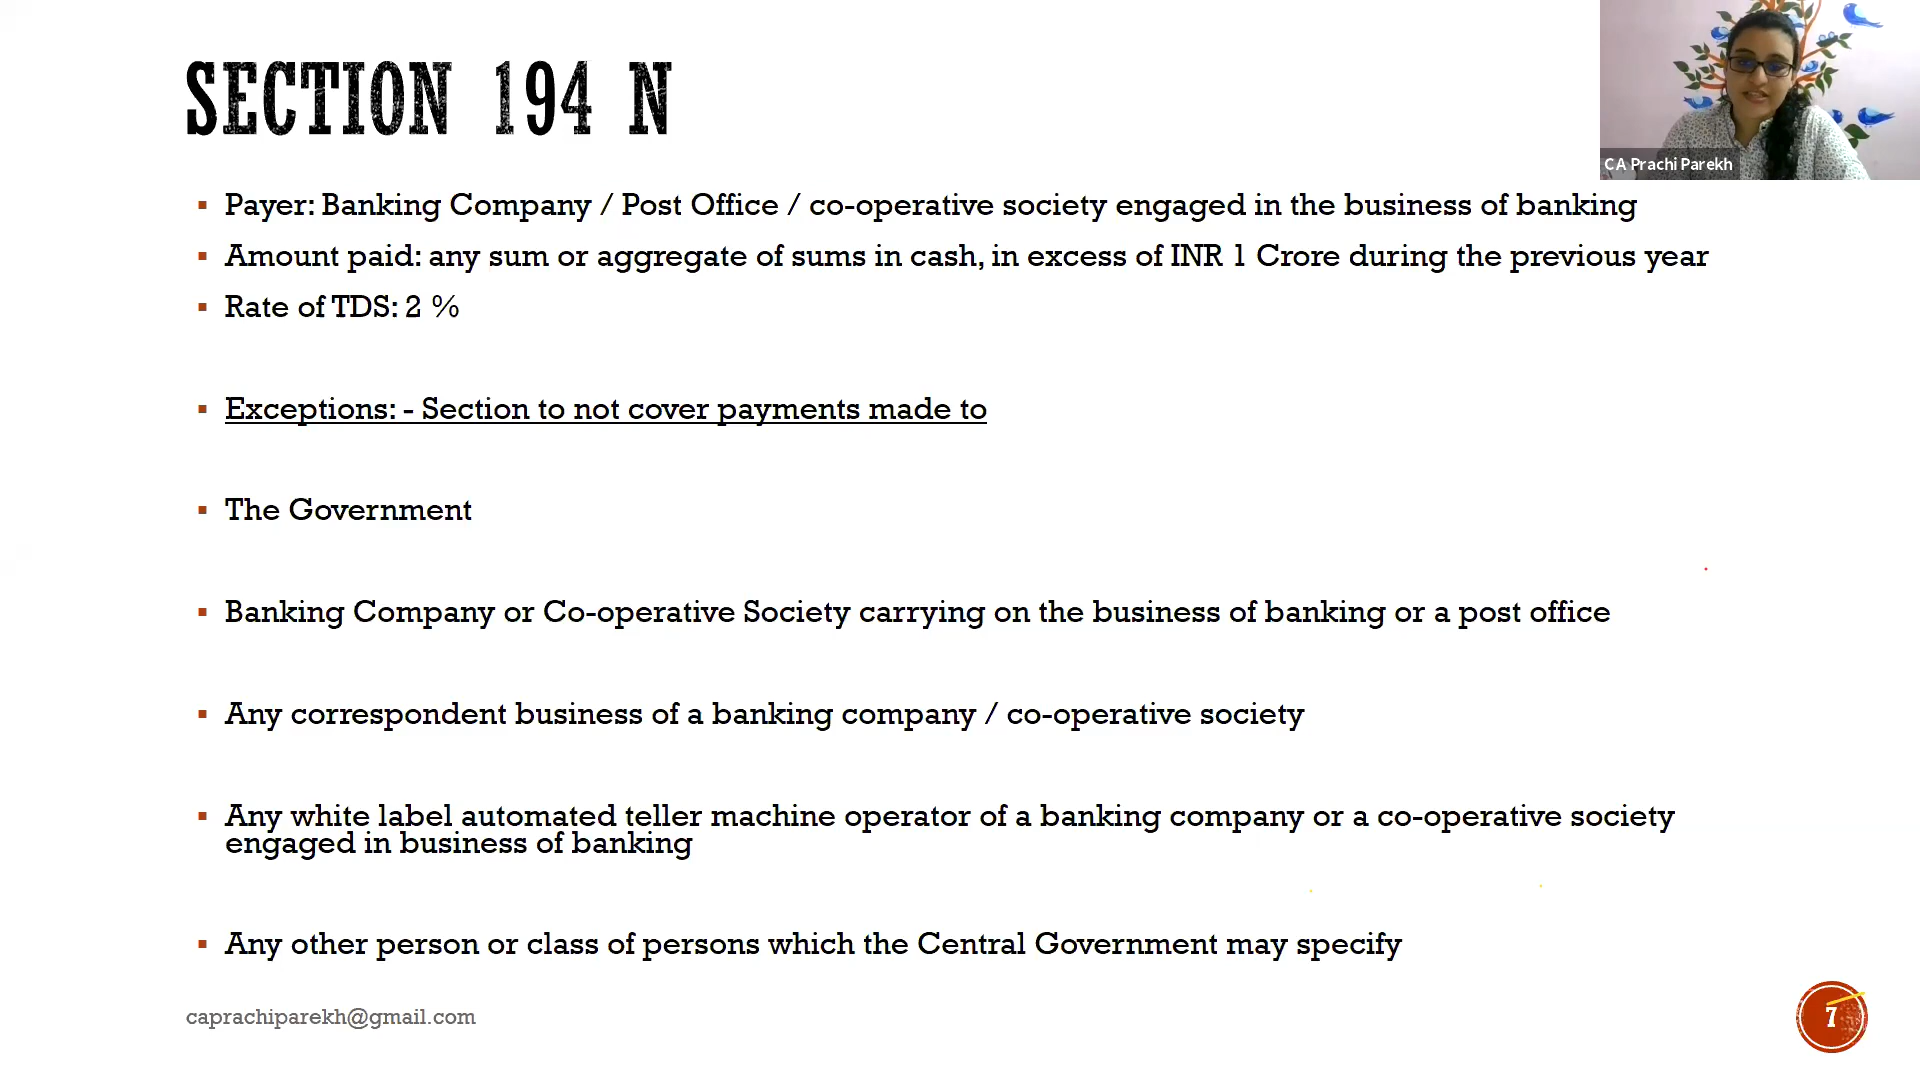 SECTION 194 N
CA Prachi Parekh
▪ Payer: Banking Company / Post Office / co-operative society engaged in the business of banking
▪ Amount paid: any sum or aggregate of sums in cash, in excess of INR 1 Crore during the previous year
▪ Rate of TDS: 2 %
▪ Exceptions: - Section to not cover payments made to
▪ The Government
▪ Banking Company or Co-operative Society carrying on the business of banking or a post office
▪ Any correspondent business of a banking company / co-operative society
▪ Any white label automated teller machine operator of a banking company or a co-operative society
engaged in business of banking
▪ Any other person or class of persons which the Central Government may specify
caprachiparekh@gmail.com
7